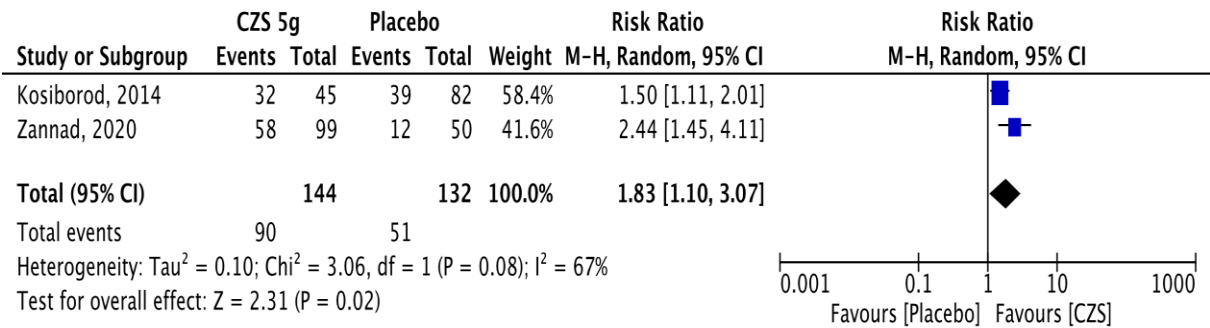 CZS 5g Placebo Risk Ratio Risk Ratio
Study or Subgroup Events Total Events Total Weight M-H, Random, 95% CI M-H, Random, 95% CI
Kosiborod, 2014 32 45 39 82 58.4% 1.50 [1.11, 2.01]
Zannad, 2020 58 99 12 50 41.6% 2.44 [1.45, 4.11]
Total (95% CI) 144 132 100.0% 1.83 [1.10, 3.07]
Total events 90 51
Heterogeneity: Tau² = 0.10; Chi² = 3.06, df = 1 (P = 0.08); I² = 67%
Test for overall effect: Z = 2.31 (P = 0.02)
0.001 0.1 1 10 1000
Favours [Placebo] Favours [CZS]